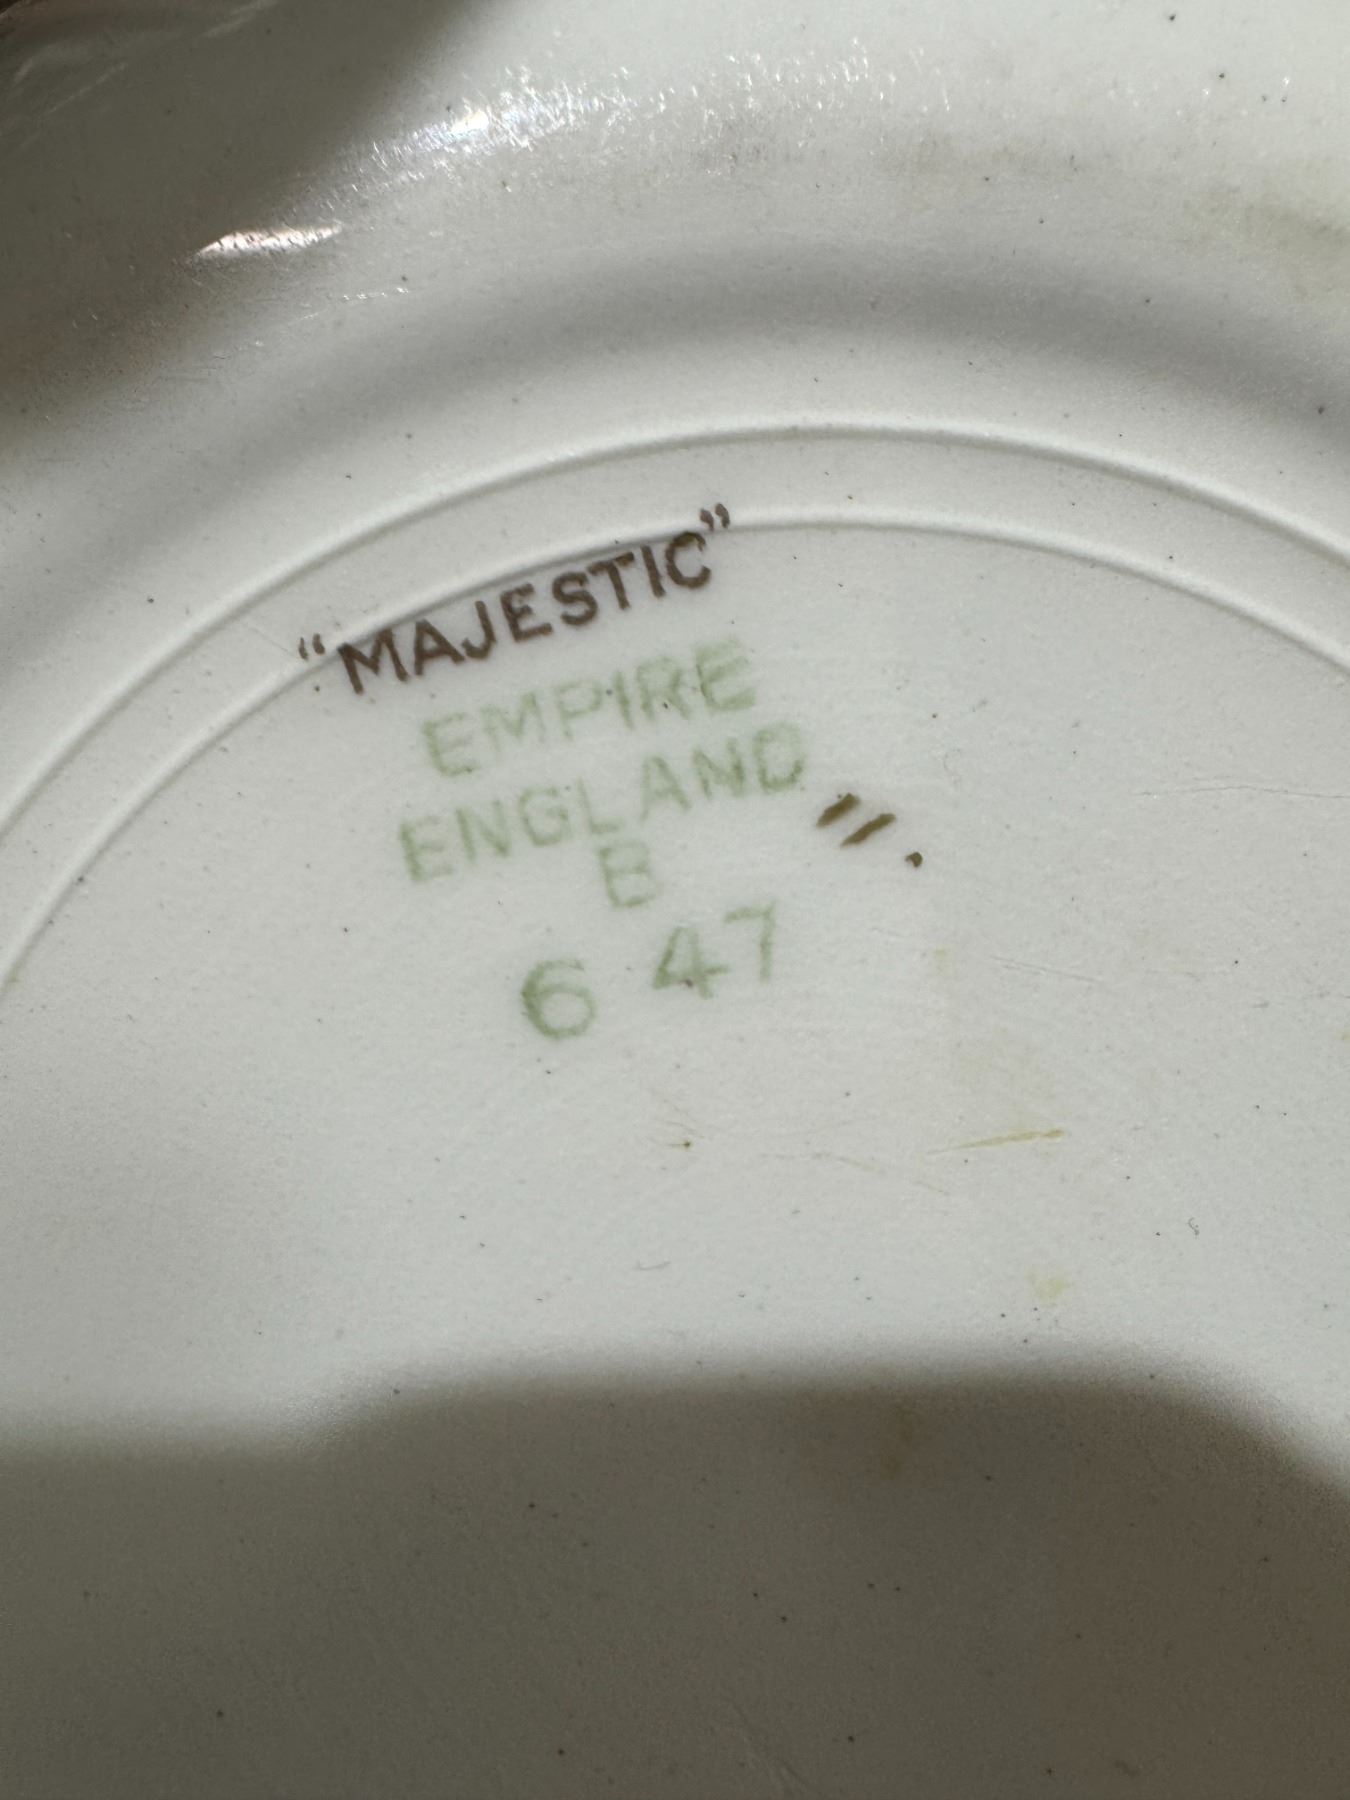 “MAJESTIC”
EMPIRE
ENGLAND
B
6 47